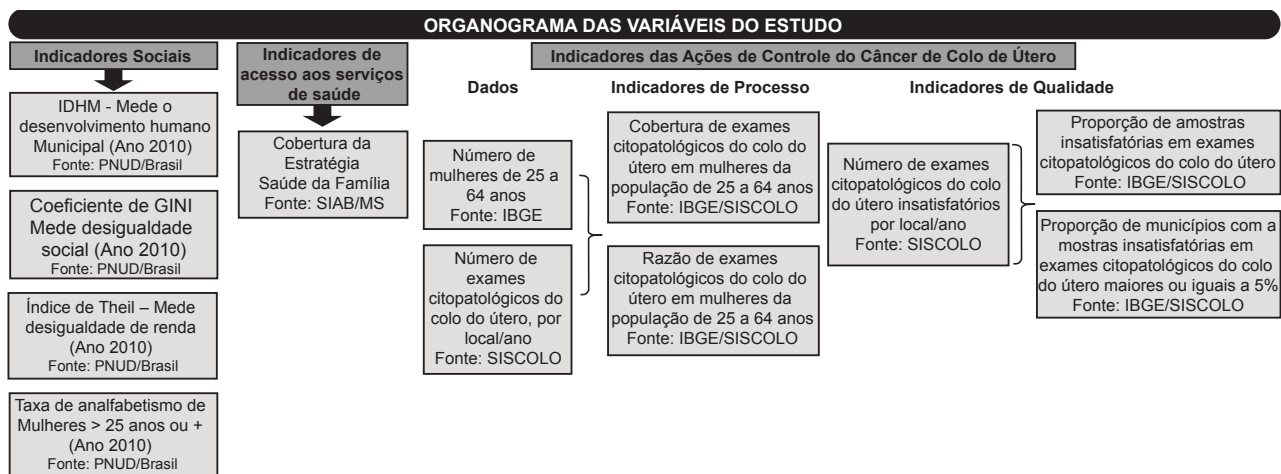 ORGANOGRAMA DAS VARIÁVEIS DO ESTUDO
Indicadores Sociais
IDHM - Mede o
desenvolvimento humano
Municipal (Ano 2010)
Fonte: PNUD/Brasil
Coeficiente de GINI
Mede desigualdade
social (Ano 2010)
Fonte: PNUD/Brasil
Índice de Theil – Mede
desigualdade de renda
(Ano 2010)
Fonte: PNUD/Brasil
Taxa de analfabetismo de
Mulheres > 25 anos ou +
(Ano 2010)
Fonte: PNUD/Brasil
Indicadores de
acesso aos serviços
de saúde
Cobertura da
Estratégia
Saúde da Família
Fonte: SIAB/MS
Indicadores das Ações de Controle do Câncer de Colo de Útero
Dados
Número de
mulheres de 25 a
64 anos
Fonte: IBGE
Número de
exames
citopatológicos do
colo do útero, por
local/ano
Fonte: SISCOLO
Indicadores de Processo
Cobertura de exames
citopatológicos do colo do
útero em mulheres da
população de 25 a 64 anos
Fonte: IBGE/SISCOLO
Razão de exames
citopatológicos do colo do
útero em mulheres da
população de 25 a 64 anos
Fonte: IBGE/SISCOLO
Indicadores de Qualidade
Número de exames
citopatológicos do colo
do útero insatisfatórios
por local/ano
Fonte: SISCOLO
Proporção de amostras
insatisfatórias em exames
citopatológicos do colo do útero
Fonte: IBGE/SISCOLO
Proporção de municípios com a
mostras insatisfatórias em
exames citopatológicos do colo
do útero maiores ou iguais a 5%
Fonte: IBGE/SISCOLO